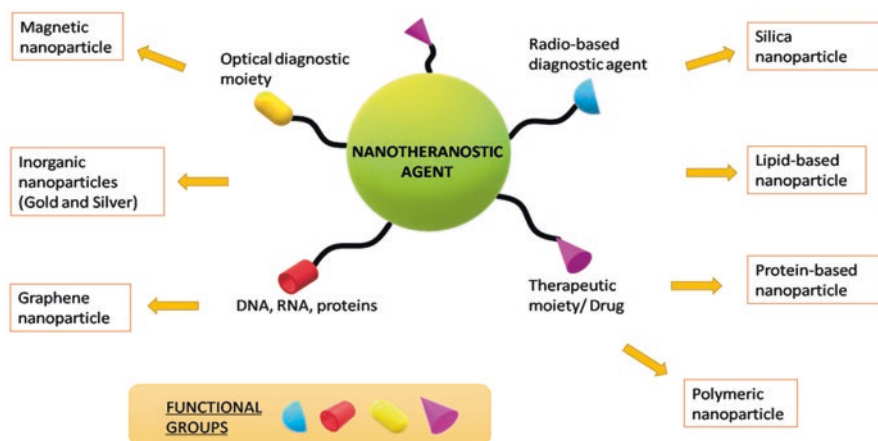 Magnetic
nanoparticle
Optical diagnostic
moiety
Radio-based
diagnostic agent
Silica
nanoparticle
NANOTHERANOSTIC
AGENT
Inorganic
nanoparticles
(Gold and Silver)
Lipid-based
nanoparticle
Graphene
nanoparticle
DNA, RNA, proteins
Therapeutic
moiety/ Drug
Protein-based
nanoparticle
Polymeric
nanoparticle
FUNCTIONAL
GROUPS